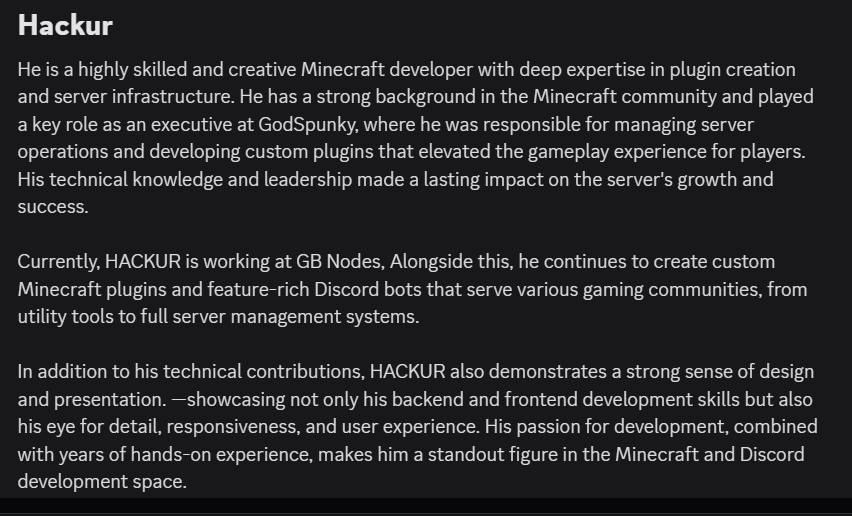 Hackur
He is a highly skilled and creative Minecraft developer with deep expertise in plugin creation
and server infrastructure. He has a strong background in the Minecraft community and played
a key role as an executive at GodSpunky, where he was responsible for managing server
operations and developing custom plugins that elevated the gameplay experience for players.
His technical knowledge and leadership made a lasting impact on the server's growth and
success.
Currently, HACKUR is working at GB Nodes, Alongside this, he continues to create custom
Minecraft plugins and feature-rich Discord bots that serve various gaming communities, from
utility tools to full server management systems.
In addition to his technical contributions, HACKUR also demonstrates a strong sense of design
and presentation. —showcasing not only his backend and frontend development skills but also
his eye for detail, responsiveness, and user experience. His passion for development, combined
with years of hands-on experience, makes him a standout figure in the Minecraft and Discord
development space.